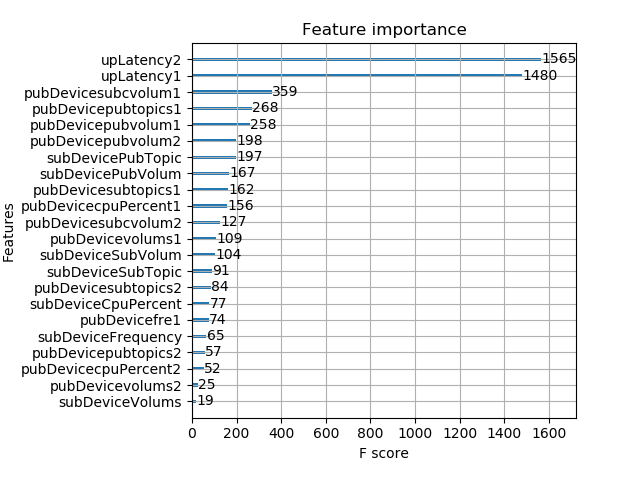 Feature importance
Features
upLatency2 1565
upLatency1 1480
pubDevicesubcvolum1 359
pubDevicepubtopics1 268
pubDevicepubvolum1 258
pubDevicepubvolum2 198
subDevicePubTopic 197
subDevicePubVolum 167
pubDevicesubtopics1 162
pubDevicecpuPercent1 156
pubDevicesubcvolum2 127
pubDevicevolums1 109
subDeviceSubVolum 104
subDeviceSubTopic 91
pubDevicesubtopics2 84
subDeviceCpuPercent 77
pubDevicefre1 74
subDeviceFrequency 65
pubDevicepubtopics2 57
pubDevicecpuPercent2 52
pubDevicevolums2 25
subDeviceVolums 19
0 200 400 600 800 1000 1200 1400 1600
F score